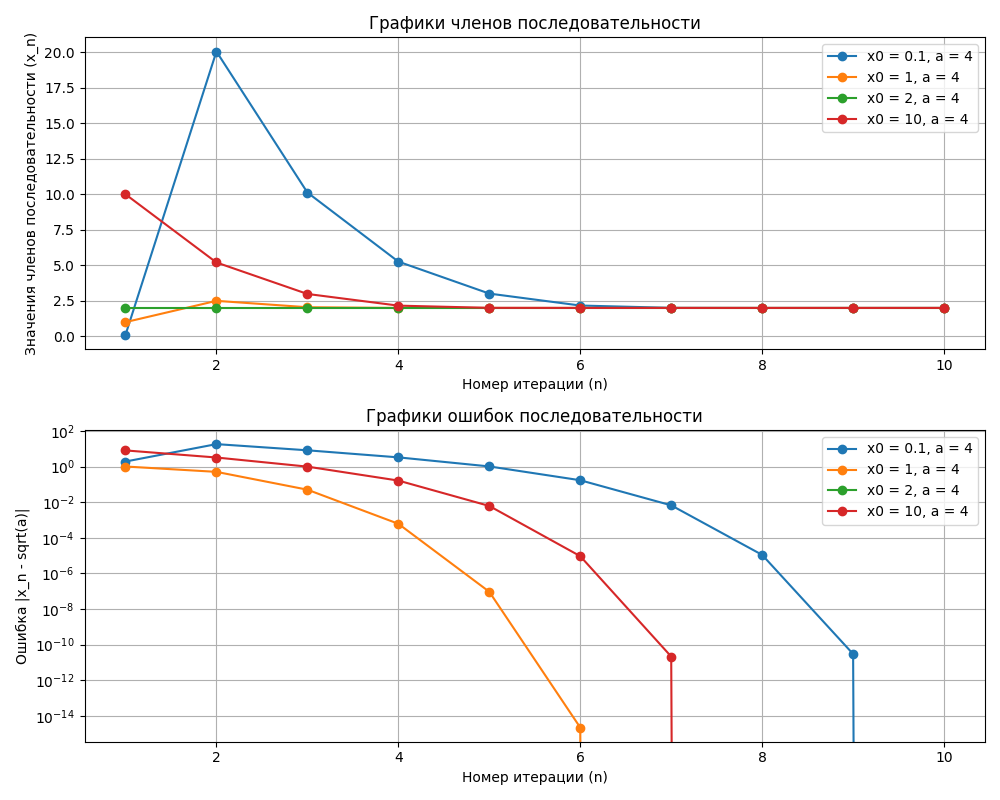 Графики членов последовательности
Значения членов последовательности (x_n)
20.0
17.5
15.0
12.5
10.0
7.5
5.0
2.5
0.0
x0 = 0.1, a = 4
x0 = 1, a = 4
x0 = 2, a = 4
x0 = 10, a = 4
2 4 6 8 10
Номер итерации (n)
Графики ошибок последовательности
Ошибка |x_n - sqrt(a)|
10²
10⁰
10⁻²
10⁻⁴
10⁻⁶
10⁻⁸
10⁻¹⁰
10⁻¹²
10⁻¹⁴
x0 = 0.1, a = 4
x0 = 1, a = 4
x0 = 2, a = 4
x0 = 10, a = 4
2 4 6 8 10
Номер итерации (n)